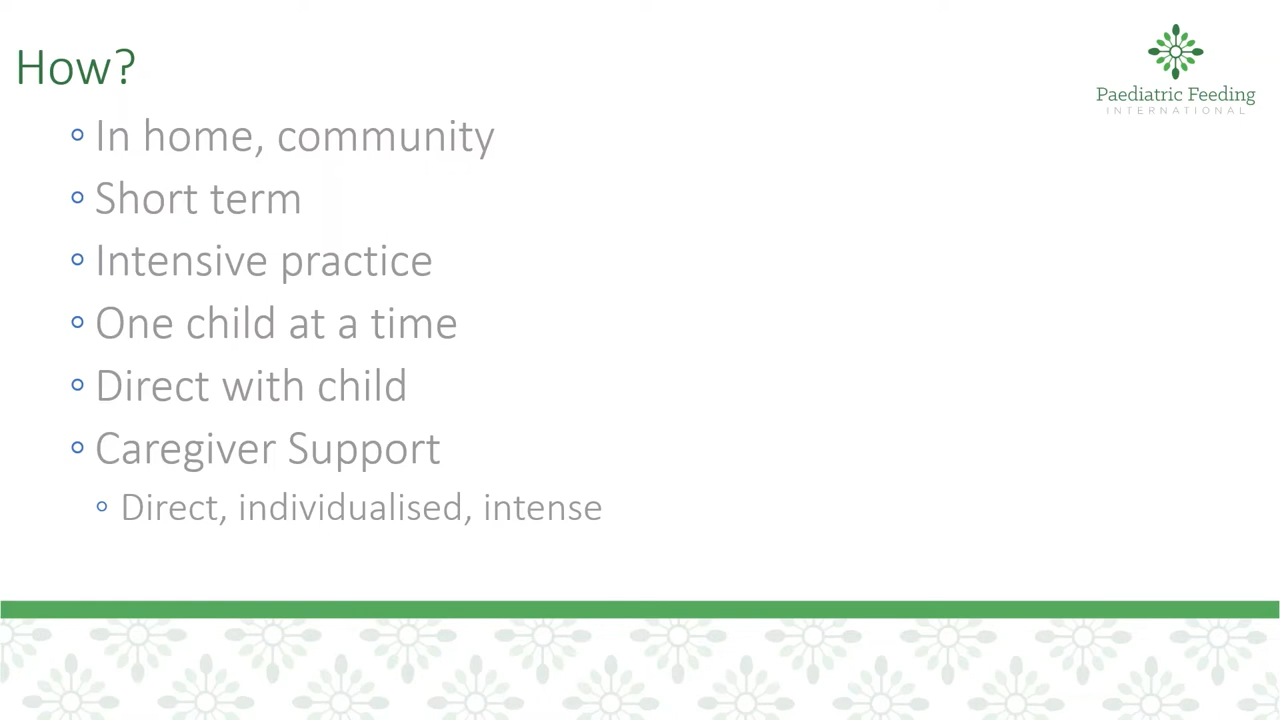 How?
Paediatric Feeding
INTERNATIONAL
In home, community
Short term
Intensive practice
One child at a time
Direct with child
Caregiver Support
Direct, individualised, intense